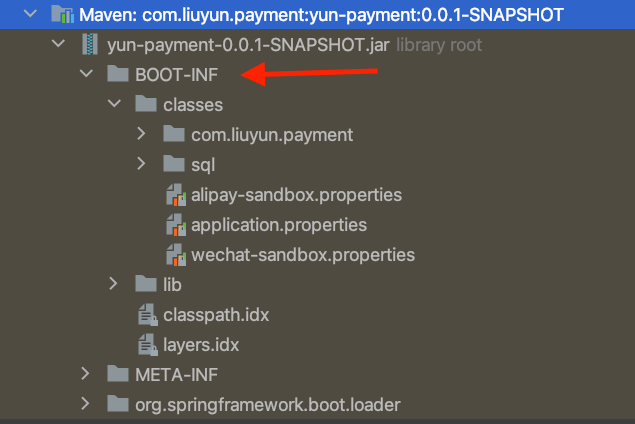 Maven: com.liuyun.payment:yun-payment:0.0.1-SNAPSHOT
yun-payment-0.0.1-SNAPSHOT.jar library root
BOOT-INF
classes
com.liuyun.payment
sql
alipay-sandbox.properties
application.properties
wechat-sandbox.properties
lib
classpath.idx
layers.idx
META-INF
org.springframework.boot.loader